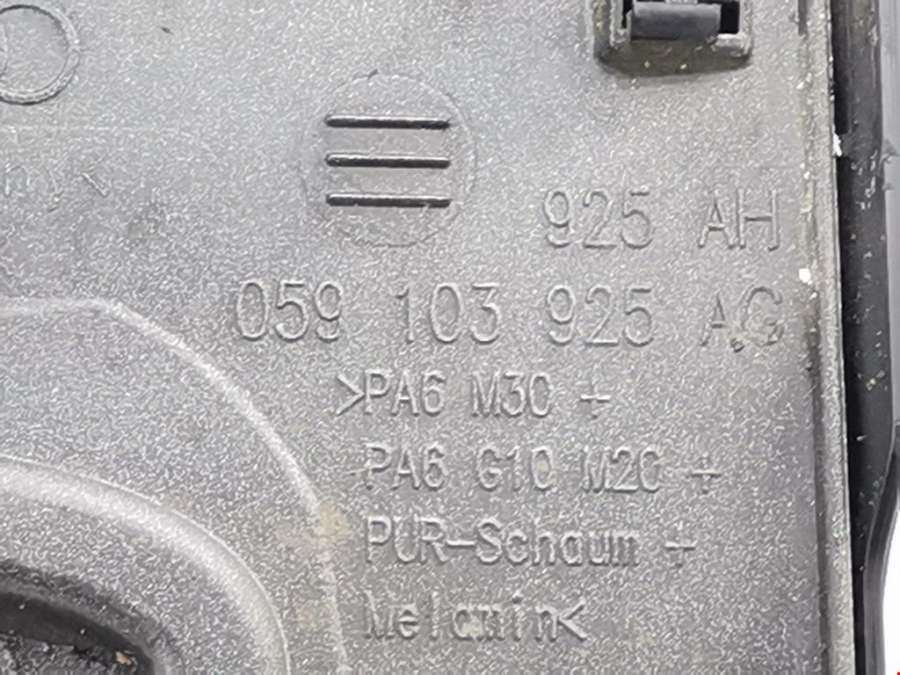 925 AH
059 103 925 AG
>PA6 M30 +
PA6 G10 M20 +
PUR-Schaum +
Melamin<